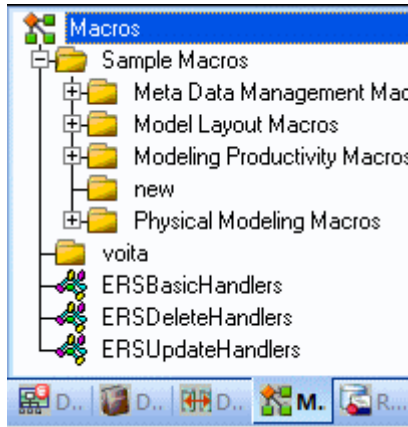 Macros
Sample Macros
Meta Data Management Mac
Model Layout Macros
Modeling Productivity Macros
new
Physical Modeling Macros
voita
ERSBasicHandlers
ERSDeleteHandlers
ERSUpdateHandlers
D.. D.. D.. M. R...